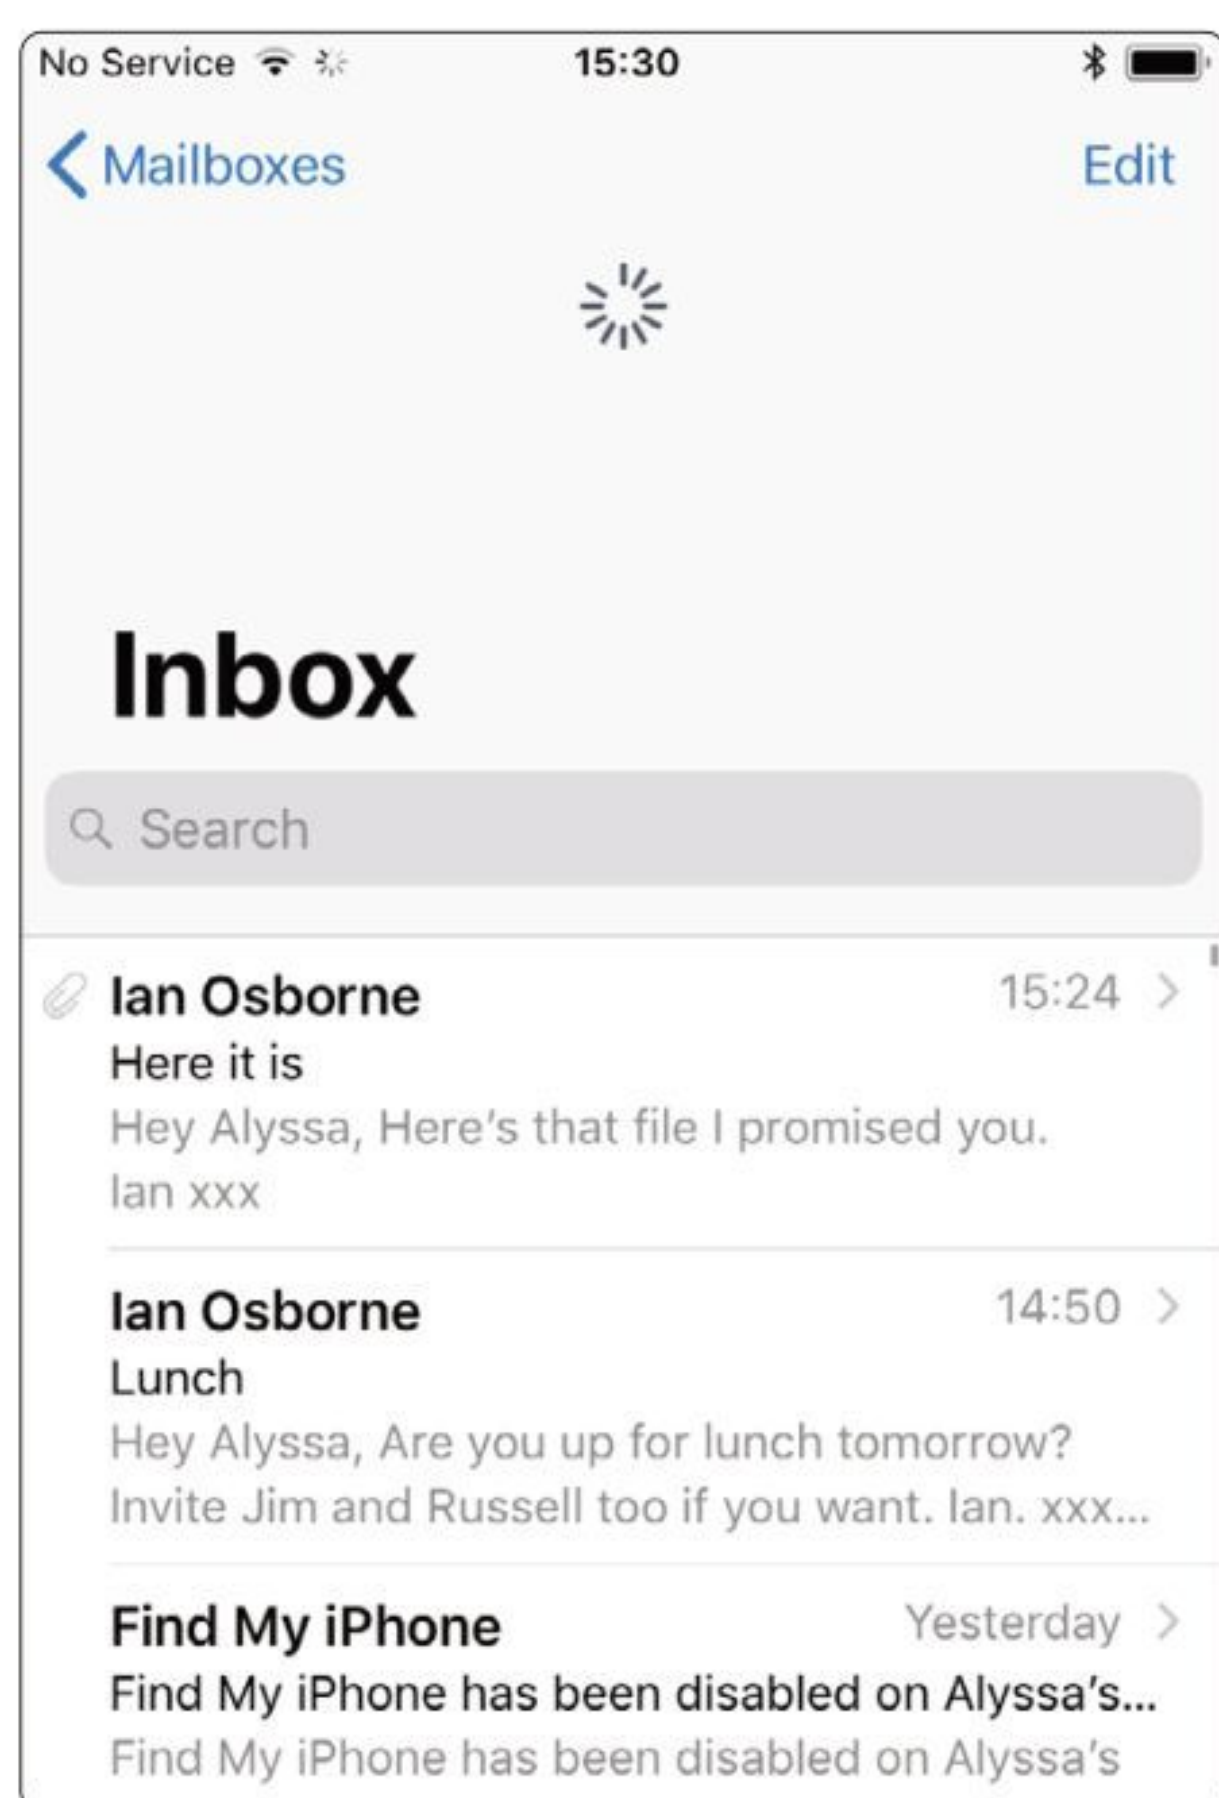 No Service 15:30
Mailboxes Edit
Inbox
Search
Ian Osborne 15:24
Here it is
Hey Alyssa, Here’s that file I promised you.
Ian xxx
Ian Osborne 14:50
Lunch
Hey Alyssa, Are you up for lunch tomorrow?
Invite Jim and Russell too if you want. Ian. xxx...
Find My iPhone Yesterday
Find My iPhone has been disabled on Alyssa’s...
Find My iPhone has been disabled on Alyssa’s